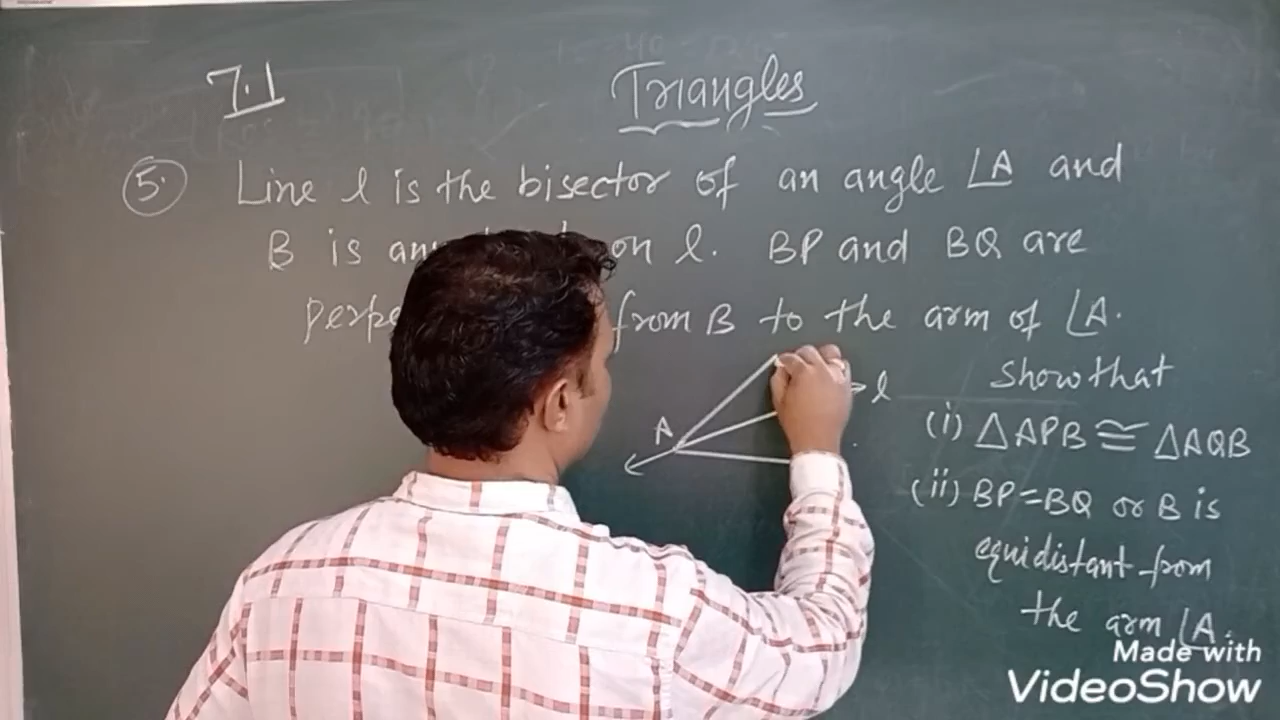 7.1
Triangles
5. Line l is the bisector of an angle ∠A and
B is on l. BP and BQ are
from B to the arm of ∠A.
Show that
(i) △APB ≅ △AQB
(ii) BP=BQ or B is
equidistant from
the arm ∠A.
A
l
Made with
VideoShow